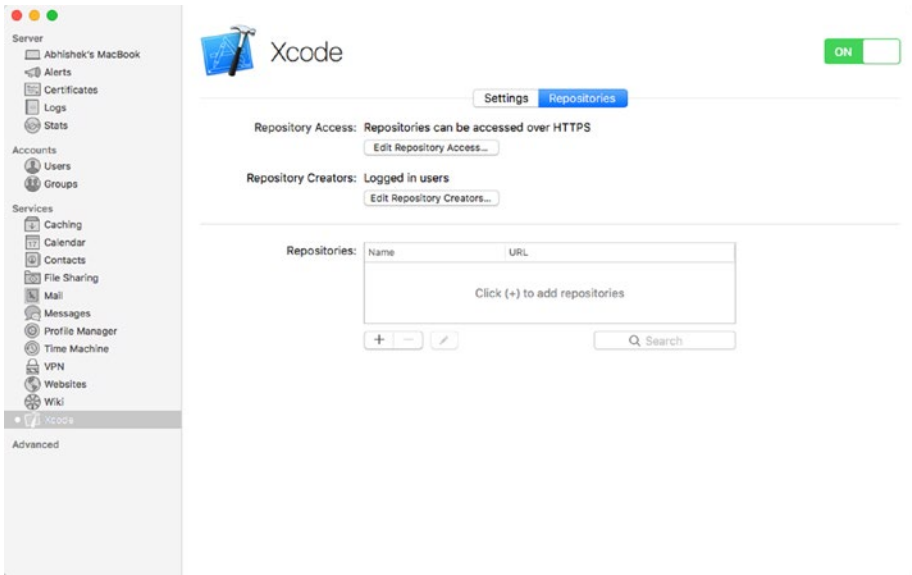 Server
Abhishek's MacBook
Alerts
Certificates
Logs
Stats
Accounts
Users
Groups
Services
Caching
Calendar
Contacts
File Sharing
Mail
Messages
Profile Manager
Time Machine
VPN
Websites
Wiki
Xcode
Advanced
Xcode
ON
Settings Repositories
Repository Access: Repositories can be accessed over HTTPS
Edit Repository Access...
Repository Creators: Logged in users
Edit Repository Creators...
Repositories: Name URL
Click (+) to add repositories
+ −
Search